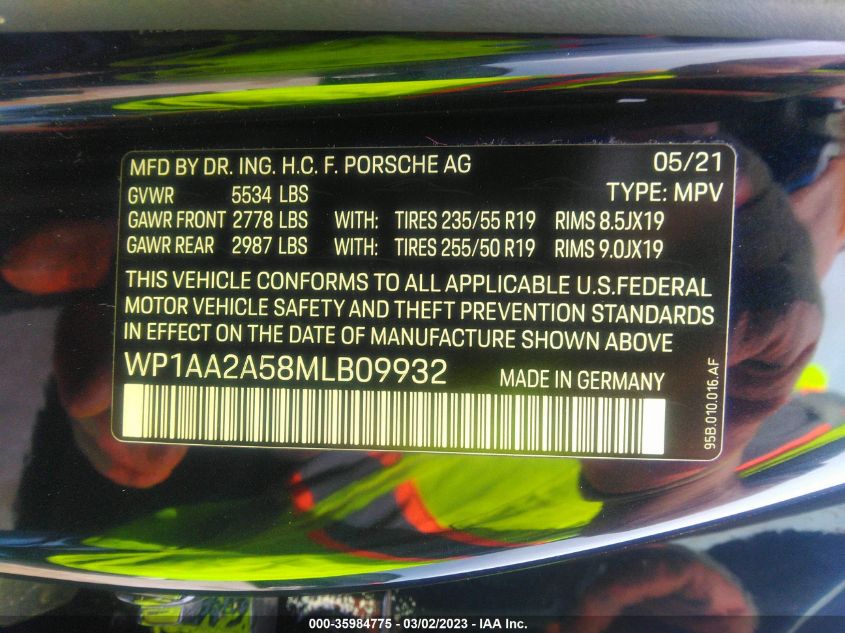 MFD BY DR. ING. H.C. F. PORSCHE AG 05/21
GVWR 5534 LBS TYPE: MPV
GAWR FRONT 2778 LBS WITH: TIRES 235/55 R19 RIMS 8.5JX19
GAWR REAR 2987 LBS WITH: TIRES 255/50 R19 RIMS 9.0JX19
THIS VEHICLE CONFORMS TO ALL APPLICABLE U.S.FEDERAL
MOTOR VEHICLE SAFETY AND THEFT PREVENTION STANDARDS
IN EFFECT ON THE DATE OF MANUFACTURE SHOWN ABOVE
WP1AA2A58MLB09932 MADE IN GERMANY
95B.010.016.AF
000-35984775 - 03/02/2023 - IAA Inc.